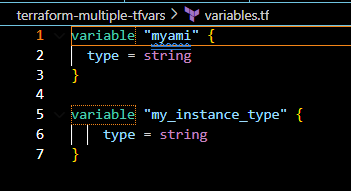 terraform-multiple-tfvars > variables.tf
1 variable "myami" {
2   type = string
3 }
4
5 variable "my_instance_type" {
6     type = string
7 }